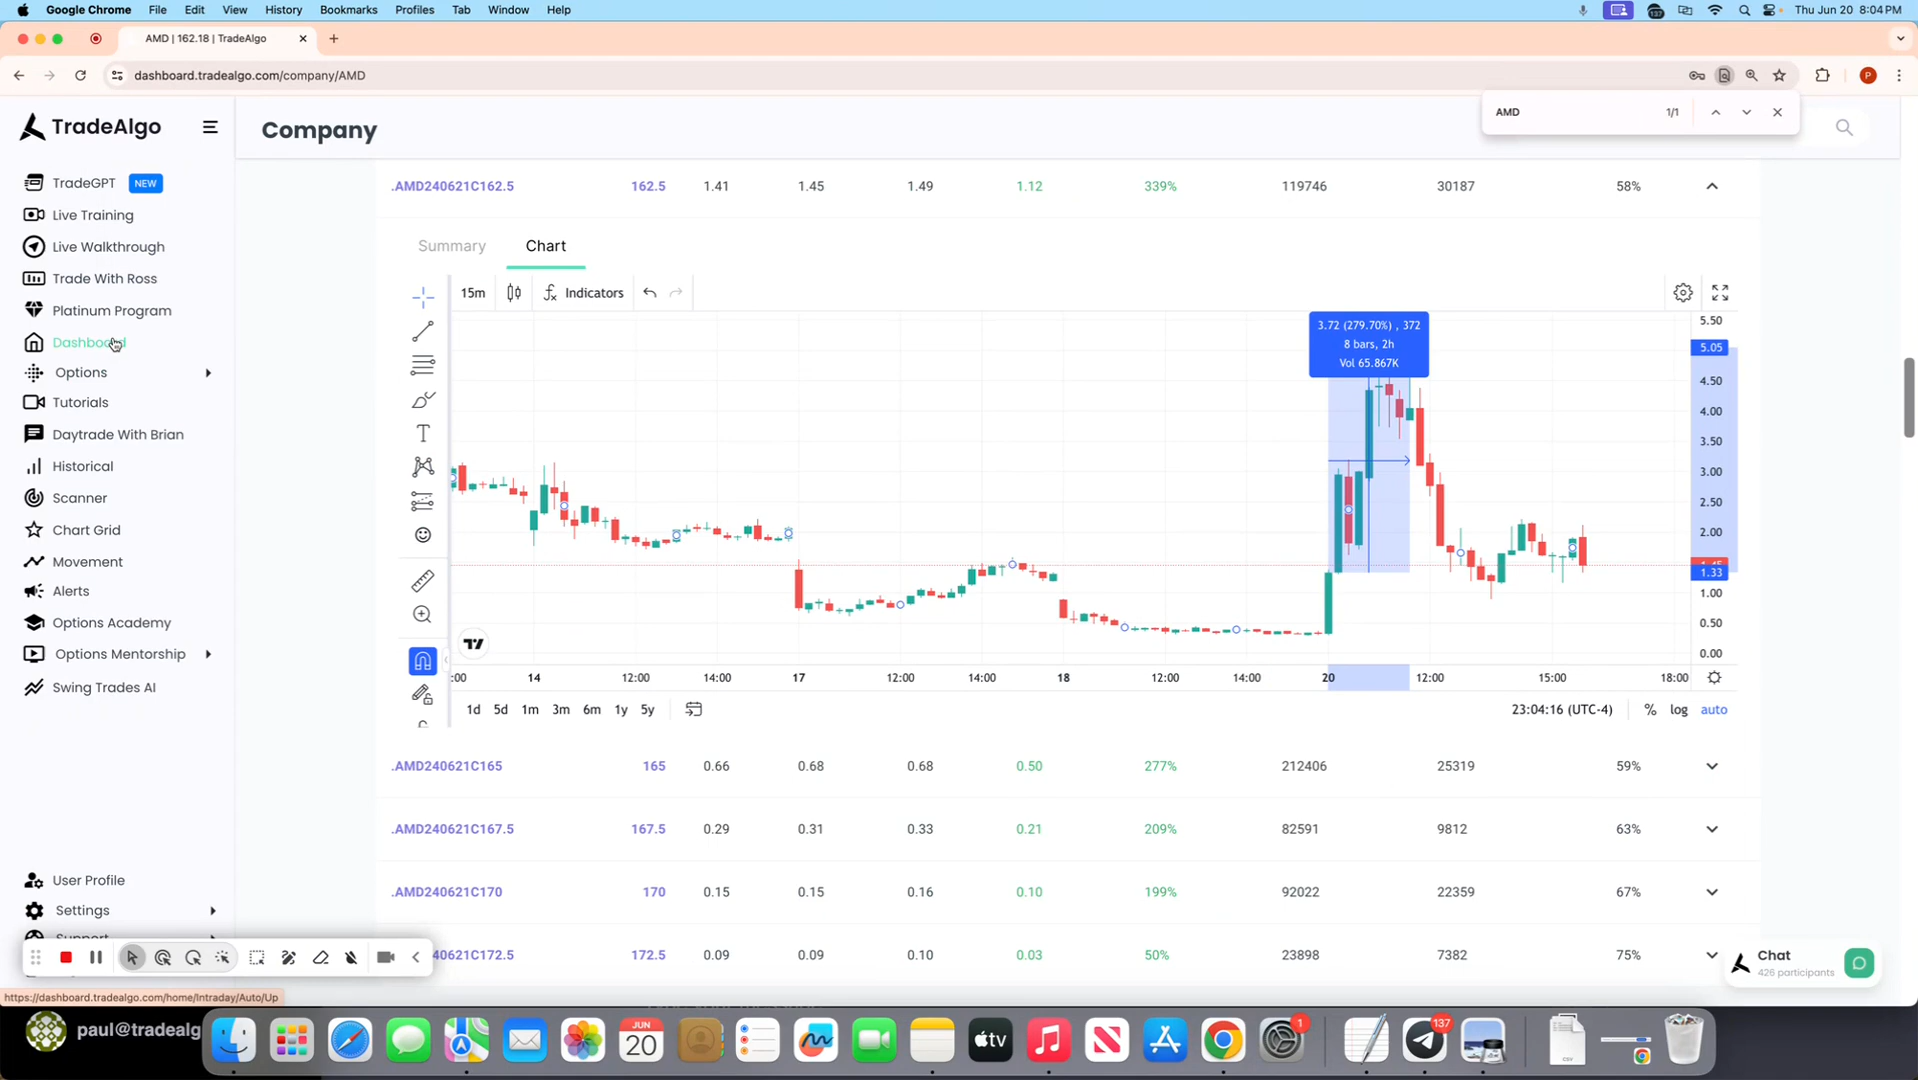 Google Chrome File Edit View History Bookmarks Profiles Tab Window Help 137 Thu Jun 20 8:04 PM
AMD | 162.18 | TradeAlgo
dashboard.tradealgo.com/company/AMD P
AMD 1/1
TradeAlgo
Company
TradeGPT NEW
Live Training
Live Walkthrough
Trade With Ross
Platinum Program
Dashboard
Options
Tutorials
Daytrade With Brian
Historical
Scanner
Chart Grid
Movement
Alerts
Options Academy
Options Mentorship
Swing Trades AI
User Profile
Settings
Support
.AMD240621C162.5 162.5 1.41 1.45 1.49 1.12 339% 119746 30187 58%
Summary Chart
15m Indicators
3.72 (279.70%) , 372
8 bars, 2h
Vol 65.867K
5.50
5.05
4.50
4.00
3.50
3.00
2.50
2.00
1.33
1.00
0.50
0.00
:00 14 12:00 14:00 17 12:00 14:00 18 12:00 14:00 20 12:00 15:00 18:00
1d 5d 1m 3m 6m 1y 5y 23:04:16 (UTC-4) % log auto
.AMD240621C165 165 0.66 0.68 0.68 0.50 277% 212406 25319 59%
.AMD240621C167.5 167.5 0.29 0.31 0.33 0.21 209% 82591 9812 63%
.AMD240621C170 170 0.15 0.15 0.16 0.10 199% 92022 22359 67%
40621C172.5 172.5 0.09 0.09 0.10 0.03 50% 23898 7382 75%
Chat
426 participants
https://dashboard.tradealgo.com/home/Intraday/Auto/Up
paul@tradealg
JUN
20
tv
1
137
CSV